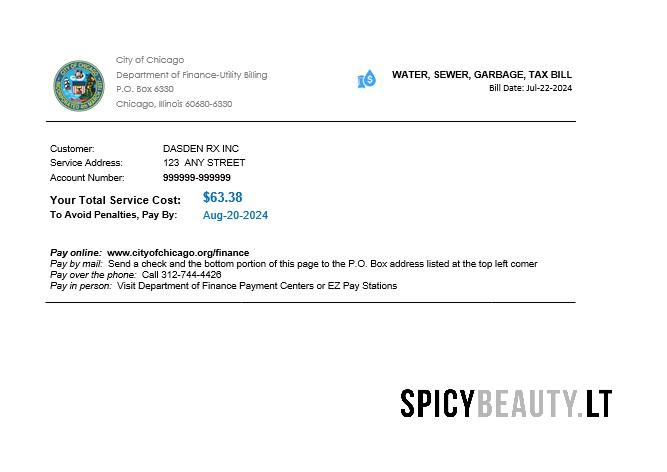 City of Chicago
Department of Finance-Utility Billing
P.O. Box 6330
Chicago, Illinois 60680-6330
WATER, SEWER, GARBAGE, TAX BILL
Bill Date: Jul-22-2024
Customer: DASDEN RX INC
Service Address: 123 ANY STREET
Account Number: 999999-999999
Your Total Service Cost: $63.38
To Avoid Penalties, Pay By: Aug-20-2024
Pay online: www.cityofchicago.org/finance
Pay by mail: Send a check and the bottom portion of this page to the P.O. Box address listed at the top left corner
Pay over the phone: Call 312-744-4426
Pay in person: Visit Department of Finance Payment Centers or EZ Pay Stations
SPICYBEAUTY.LT